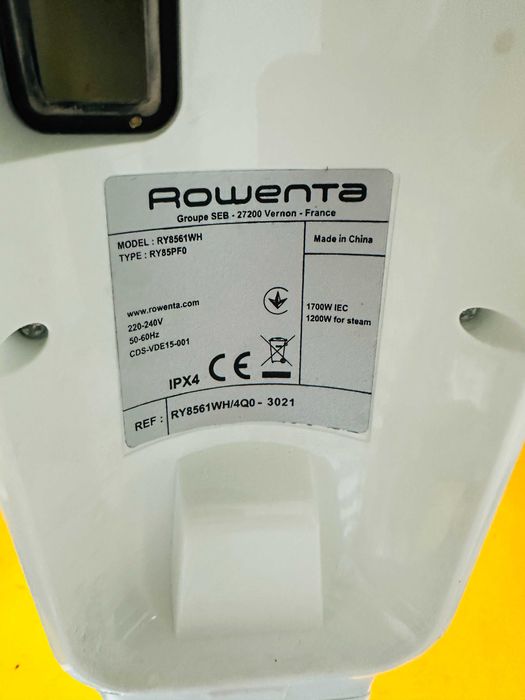 ROWENTA
Groupe SEB - 27200 Vernon - France
MODEL : RY8561WH
TYPE : RY85PF0
Made in China
www.rowenta.com
220-240V
50-60Hz
CDS-VDE15-001
1700W IEC
1200W for steam
IPX4 CE
REF : RY8561WH/4Q0 - 3021